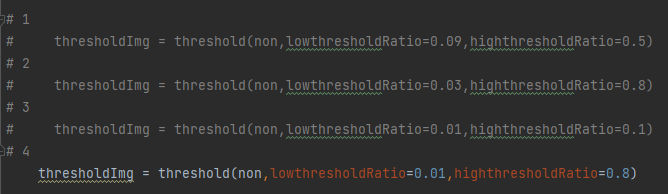 # 1
#     thresholdImg = threshold(non,lowthresholdRatio=0.09,highthresholdRatio=0.5)
# 2
#     thresholdImg = threshold(non,lowthresholdRatio=0.03,highthresholdRatio=0.8)
# 3
#     thresholdImg = threshold(non,lowthresholdRatio=0.01,highthresholdRatio=0.1)
# 4
    thresholdImg = threshold(non,lowthresholdRatio=0.01,highthresholdRatio=0.8)